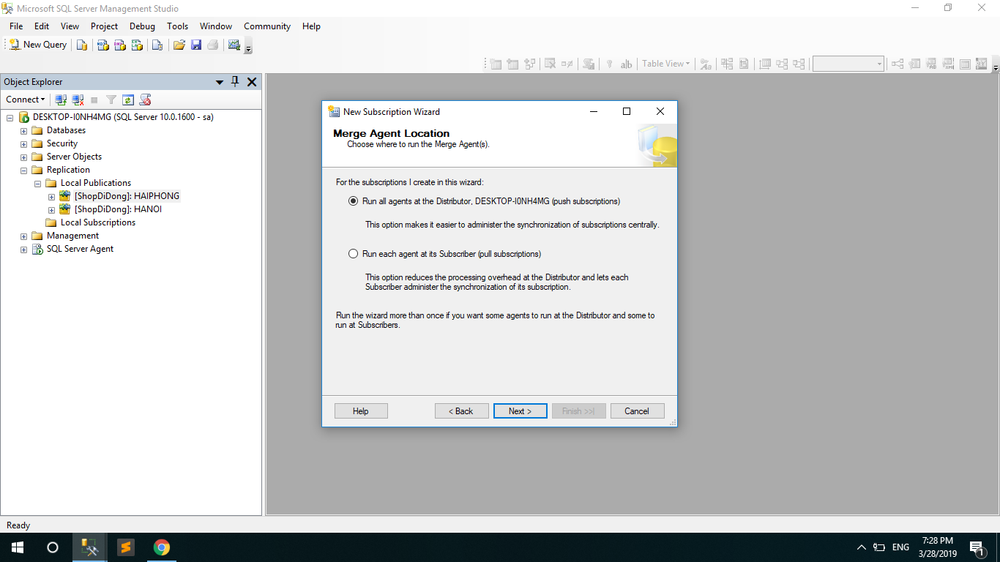 Microsoft SQL Server Management Studio
File Edit View Project Debug Tools Window Community Help
New Query
Table View
Object Explorer
Connect
DESKTOP-I0NH4MG (SQL Server 10.0.1600 - sa)
Databases
Security
Server Objects
Replication
Local Publications
[ShopDiDong]: HAIPHONG
[ShopDiDong]: HANOI
Local Subscriptions
Management
SQL Server Agent
New Subscription Wizard
Merge Agent Location
Choose where to run the Merge Agent(s).
For the subscriptions I create in this wizard:
Run all agents at the Distributor, DESKTOP-I0NH4MG (push subscriptions)
This option makes it easier to administer the synchronization of subscriptions centrally.
Run each agent at its Subscriber (pull subscriptions)
This option reduces the processing overhead at the Distributor and lets each
Subscriber administer the synchronization of its subscription.
Run the wizard more than once if you want some agents to run at the Distributor and some to
run at Subscribers.
Help < Back Next > Finish >>| Cancel
Ready
ENG
7:28 PM
3/28/2019
1